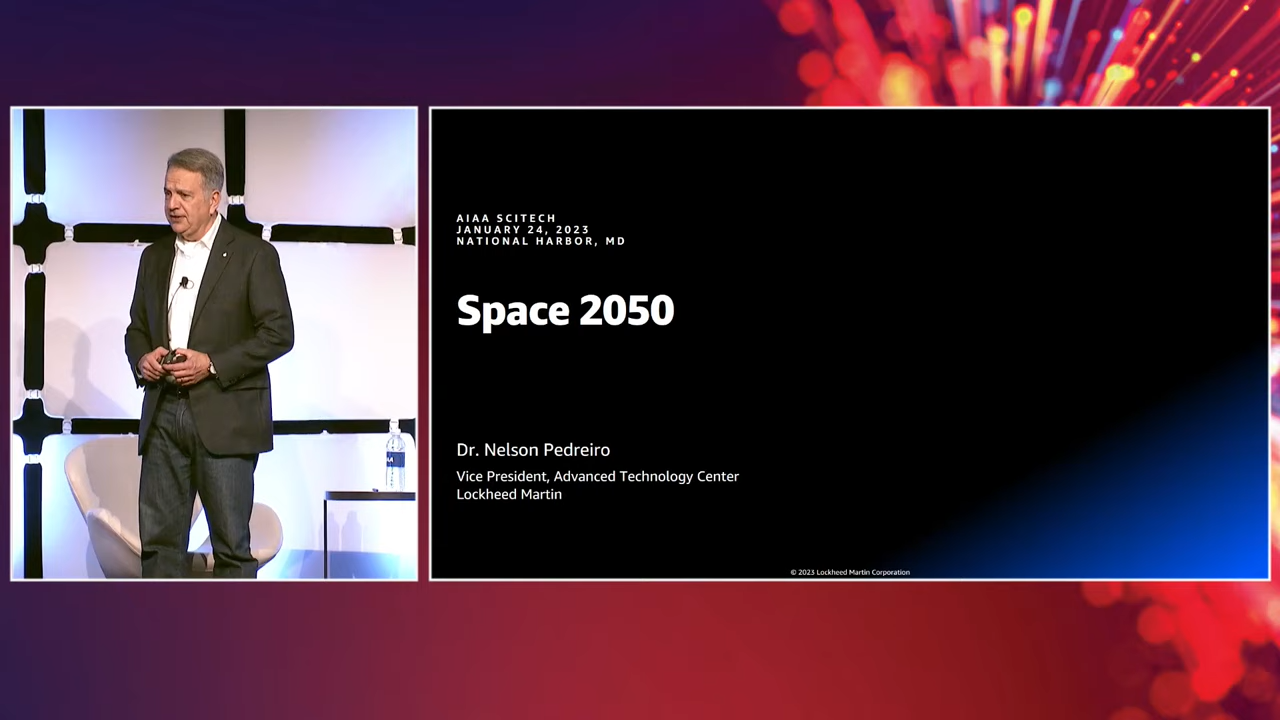 AIAA SCITECH
JANUARY 24, 2023
NATIONAL HARBOR, MD
Space 2050
Dr. Nelson Pedreiro
Vice President, Advanced Technology Center
Lockheed Martin
© 2023 Lockheed Martin Corporation